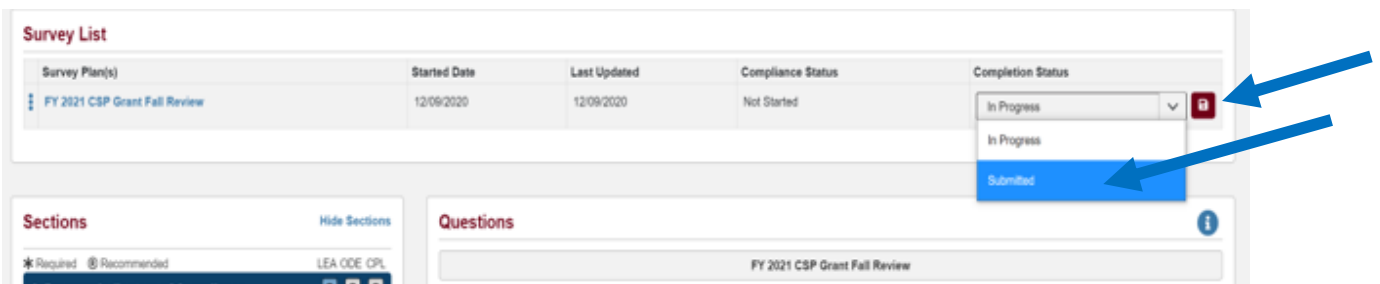 Survey List
Survey Plan(s) Started Date Last Updated Compliance Status Completion Status
FY 2021 CSP Grant Fall Review 12/09/2020 12/09/2020 Not Started In Progress
In Progress
Submitted
Sections Hide Sections Questions
* Required ® Recommended LEA ODE CPL
FY 2021 CSP Grant Fall Review